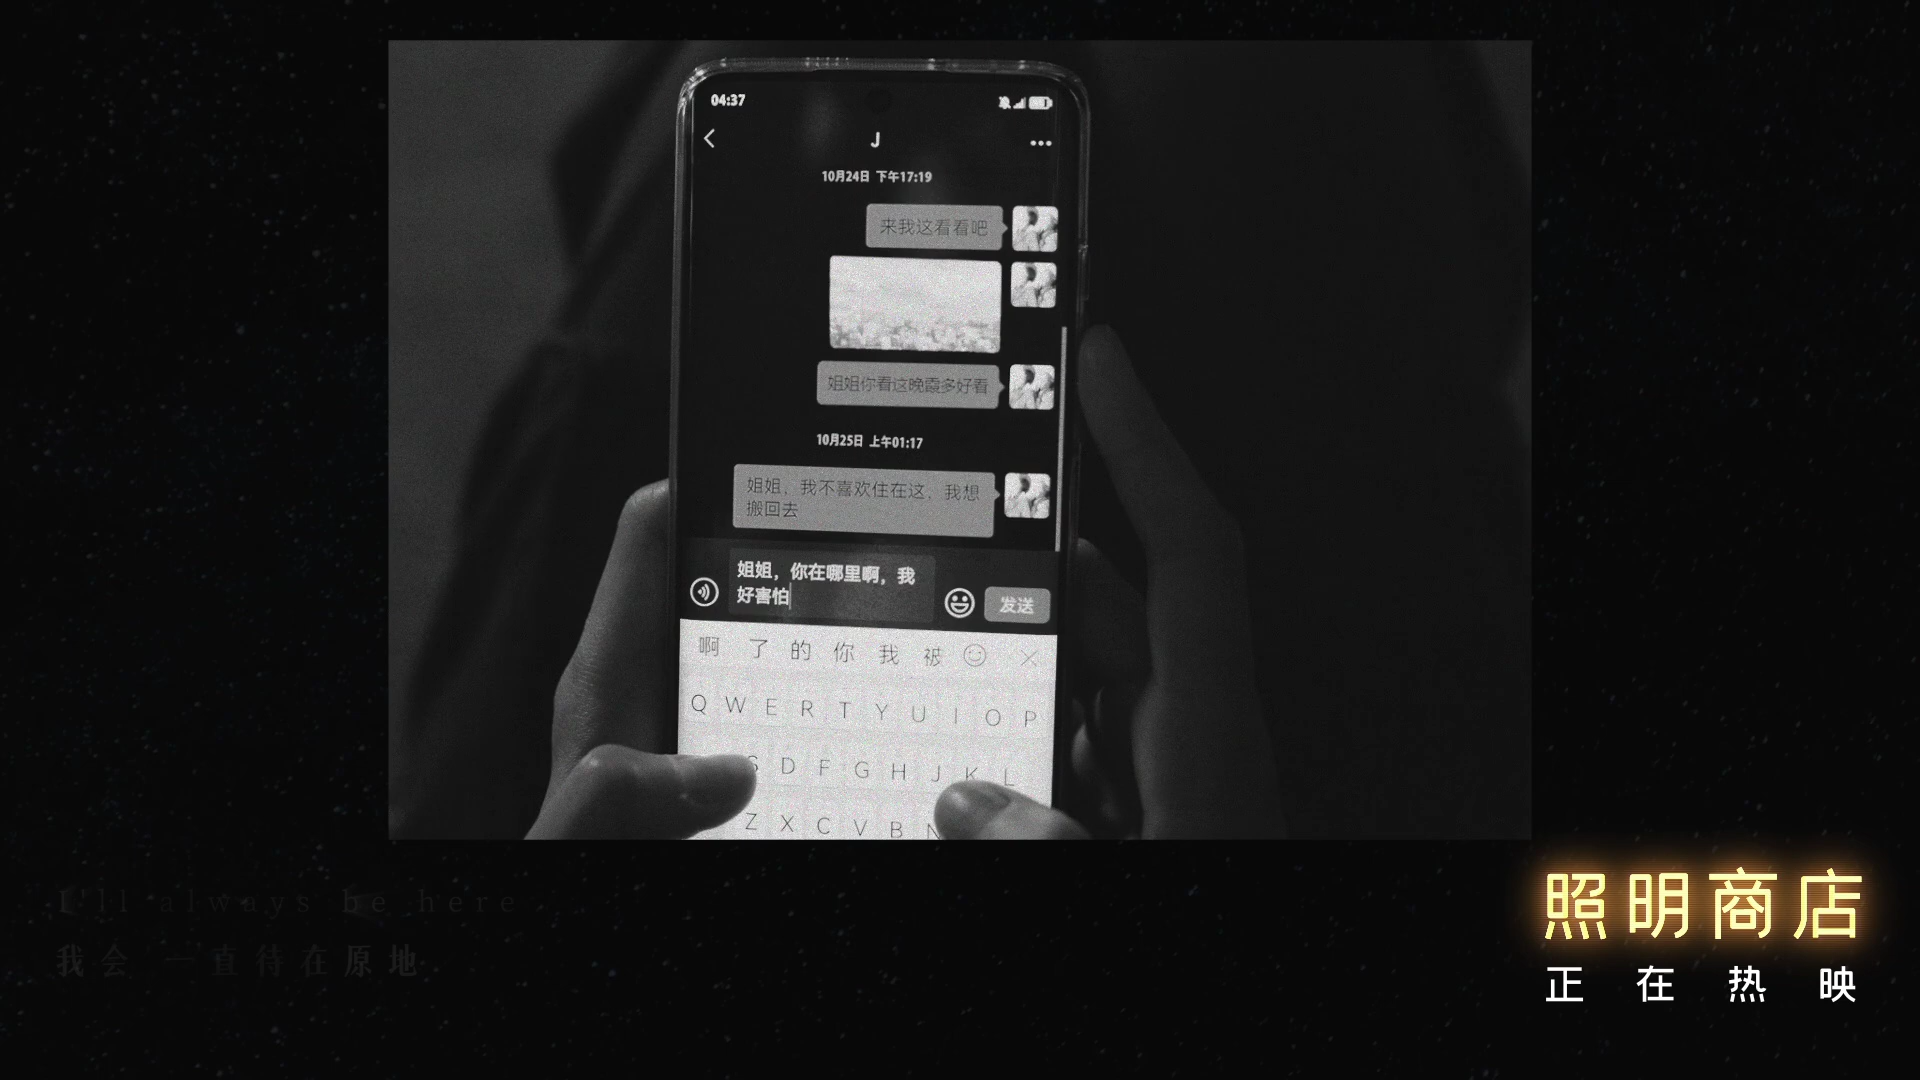 04:37
J
10月24日 下午17:19
来我这看看吧
姐姐你看这晚霞多好看
10月25日 上午01:17
姐姐，我不喜欢住在这，我想
搬回去
姐姐，你在哪里啊，我
好害怕
发送
啊 了 的 你 我 被
Q W E R T Y U I O P
S D F G H J K L
Z X C V B N
I'll always be here
我会 一直待在原地
照明商店
正在热映